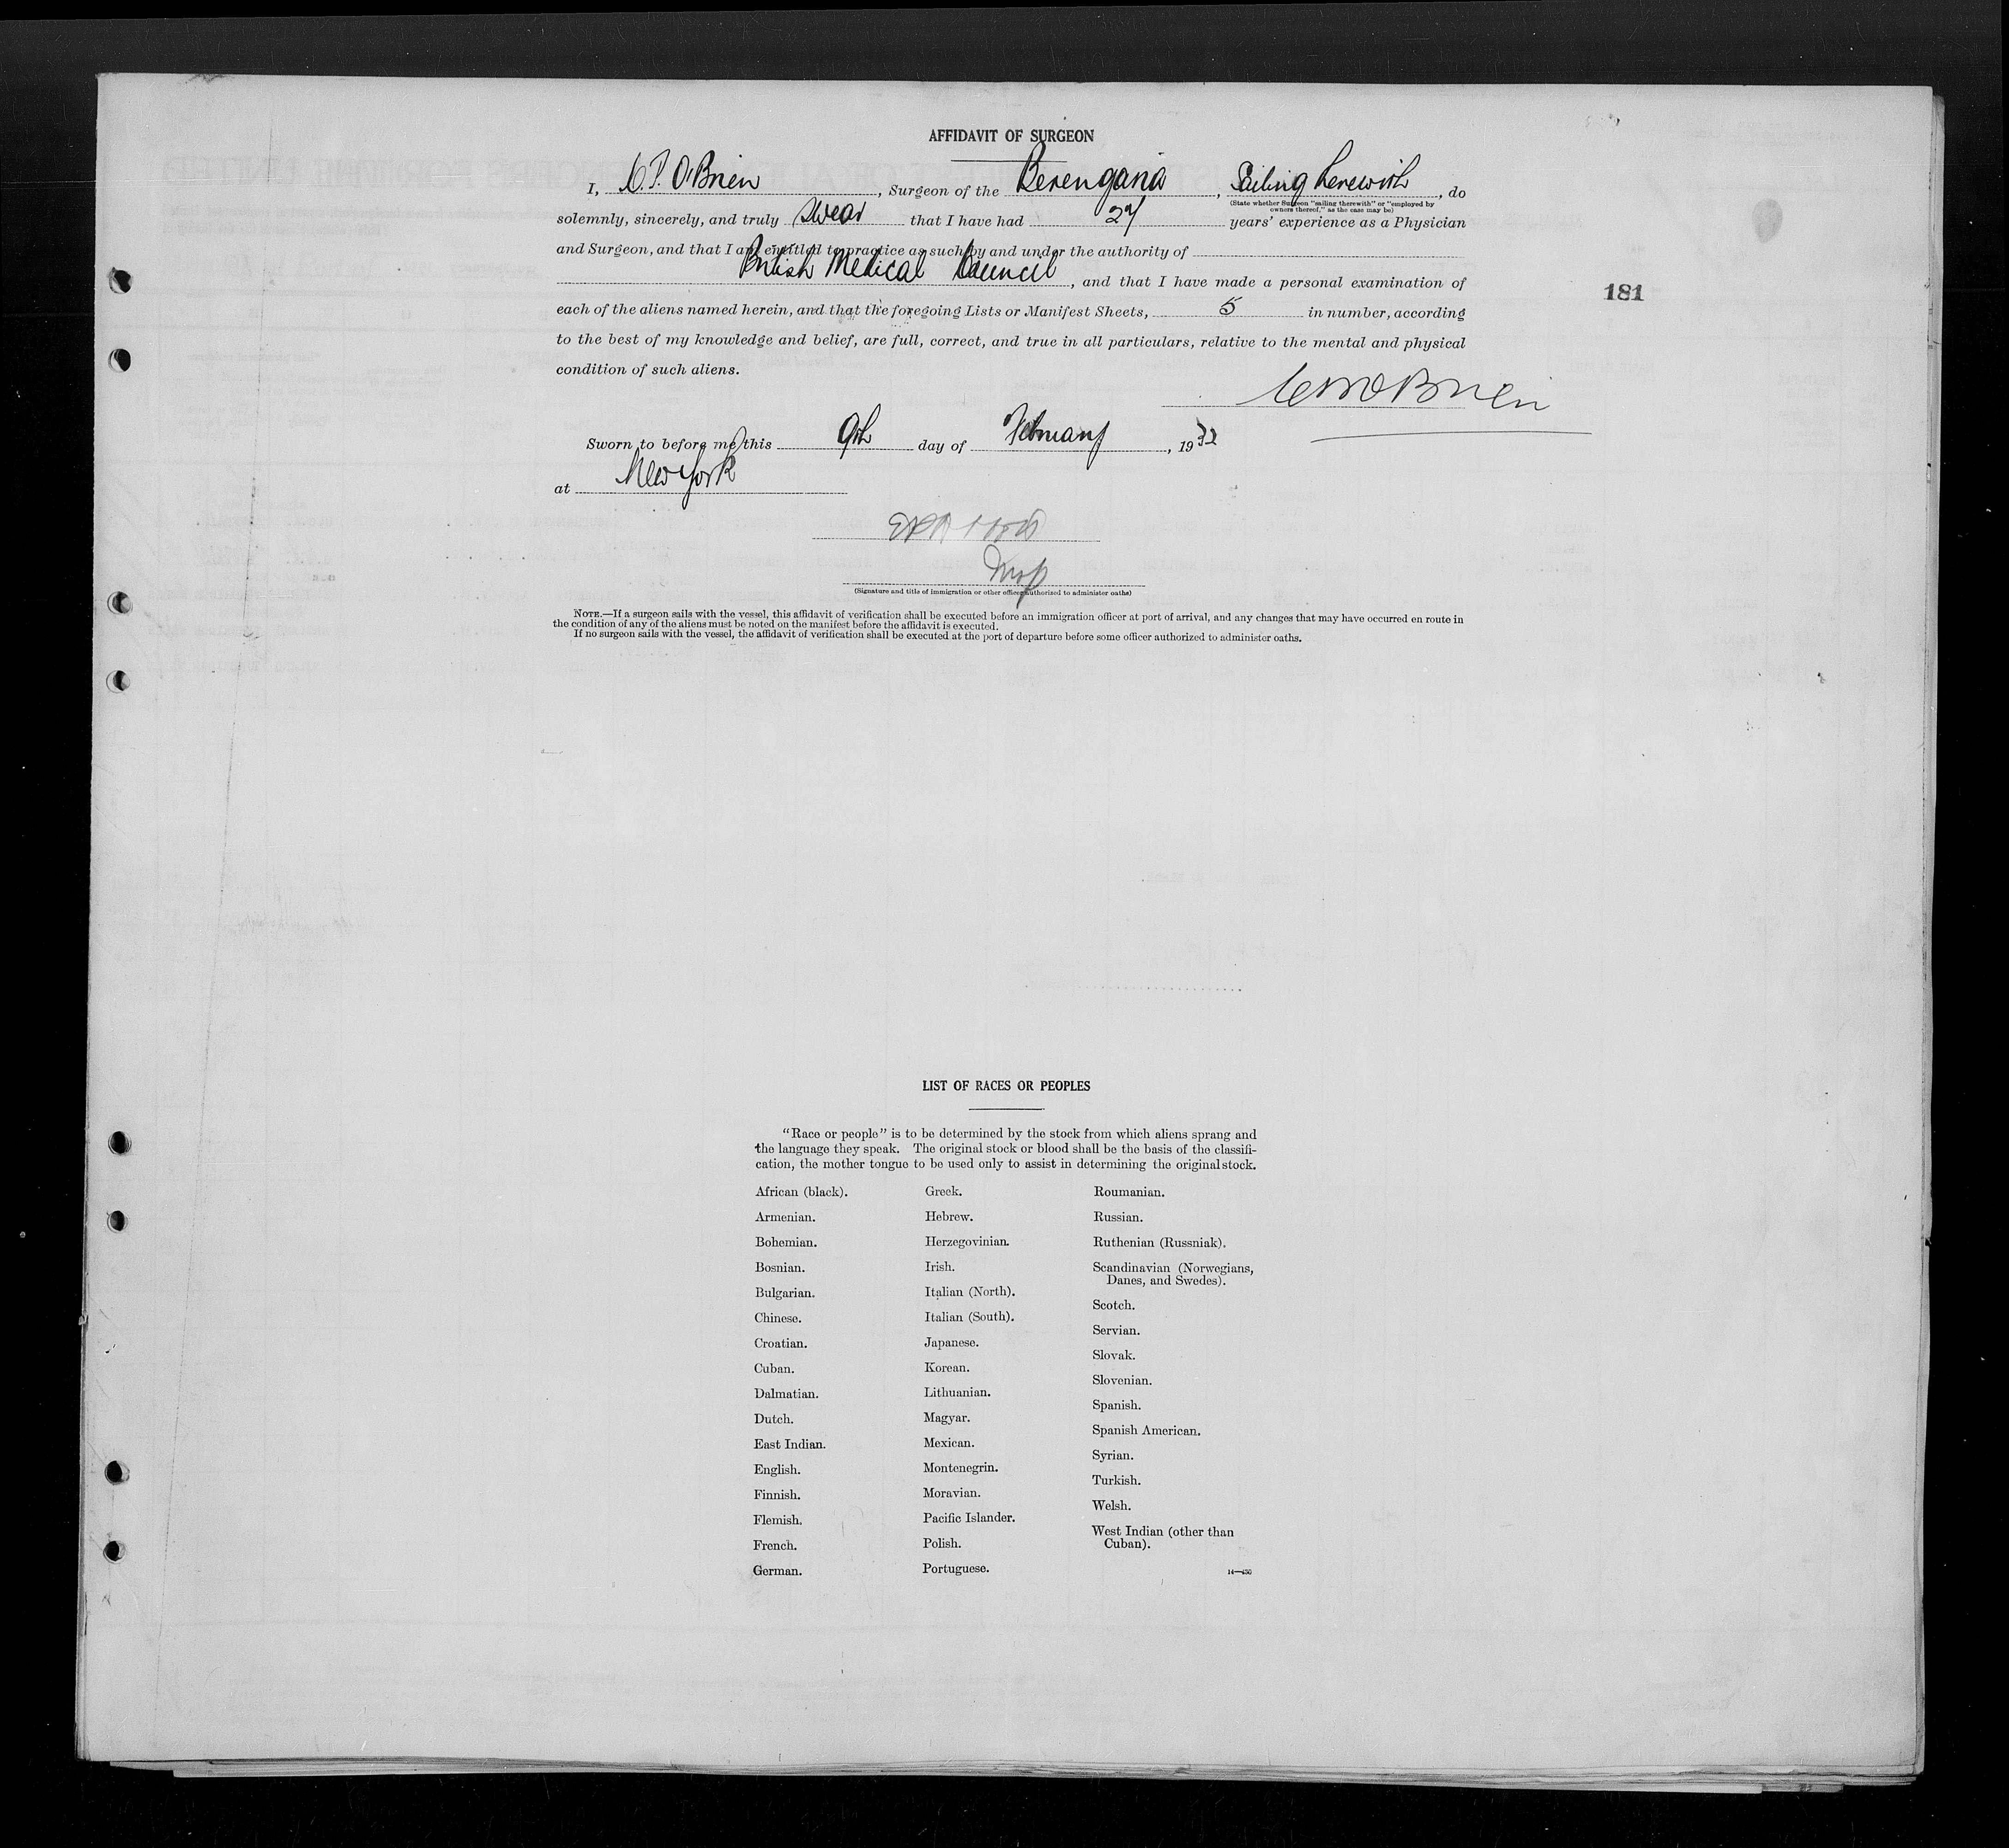 AFFIDAVIT OF SURGEON
I, C. P. O'Brien, Surgeon of the Berengaria, Sailing herewith, do
(State whether Surgeon "sailing therewith" or "employed by
owners thereof," as the case may be)
solemnly, sincerely, and truly swear that I have had 27 years' experience as a Physician
and Surgeon, and that I am entitled to practice as such by and under the authority of
British Medical Council, and that I have made a personal examination of
181
each of the aliens named herein, and that the foregoing Lists or Manifest Sheets, 5 in number, according
to the best of my knowledge and belief, are full, correct, and true in all particulars, relative to the mental and physical
condition of such aliens.
O'Brien
Sworn to before me this 9th day of February, 1932
at New York
Insp
(Signature and title of immigration or other officer authorized to administer oaths)
NOTE.—If a surgeon sails with the vessel, this affidavit of verification shall be executed before an immigration officer at port of arrival, and any changes that may have occurred en route in
the condition of any of the aliens must be noted on the manifest before the affidavit is executed.
If no surgeon sails with the vessel, the affidavit of verification shall be executed at the port of departure before some officer authorized to administer oaths.
LIST OF RACES OR PEOPLES
"Race or people" is to be determined by the stock from which aliens sprang and
the language they speak. The original stock or blood shall be the basis of the classifi-
cation, the mother tongue to be used only to assist in determining the original stock.
African (black).
Armenian.
Bohemian.
Bosnian.
Bulgarian.
Chinese.
Croatian.
Cuban.
Dalmatian.
Dutch.
East Indian.
English.
Finnish.
Flemish.
French.
German.
Greek.
Hebrew.
Herzegovinian.
Irish.
Italian (North).
Italian (South).
Japanese.
Korean.
Lithuanian.
Magyar.
Mexican.
Montenegrin.
Moravian.
Pacific Islander.
Polish.
Portuguese.
Roumanian.
Russian.
Ruthenian (Russniak).
Scandinavian (Norwegians,
Danes, and Swedes).
Scotch.
Servian.
Slovak.
Slovenian.
Spanish.
Spanish American.
Syrian.
Turkish.
Welsh.
West Indian (other than
Cuban).
14—430